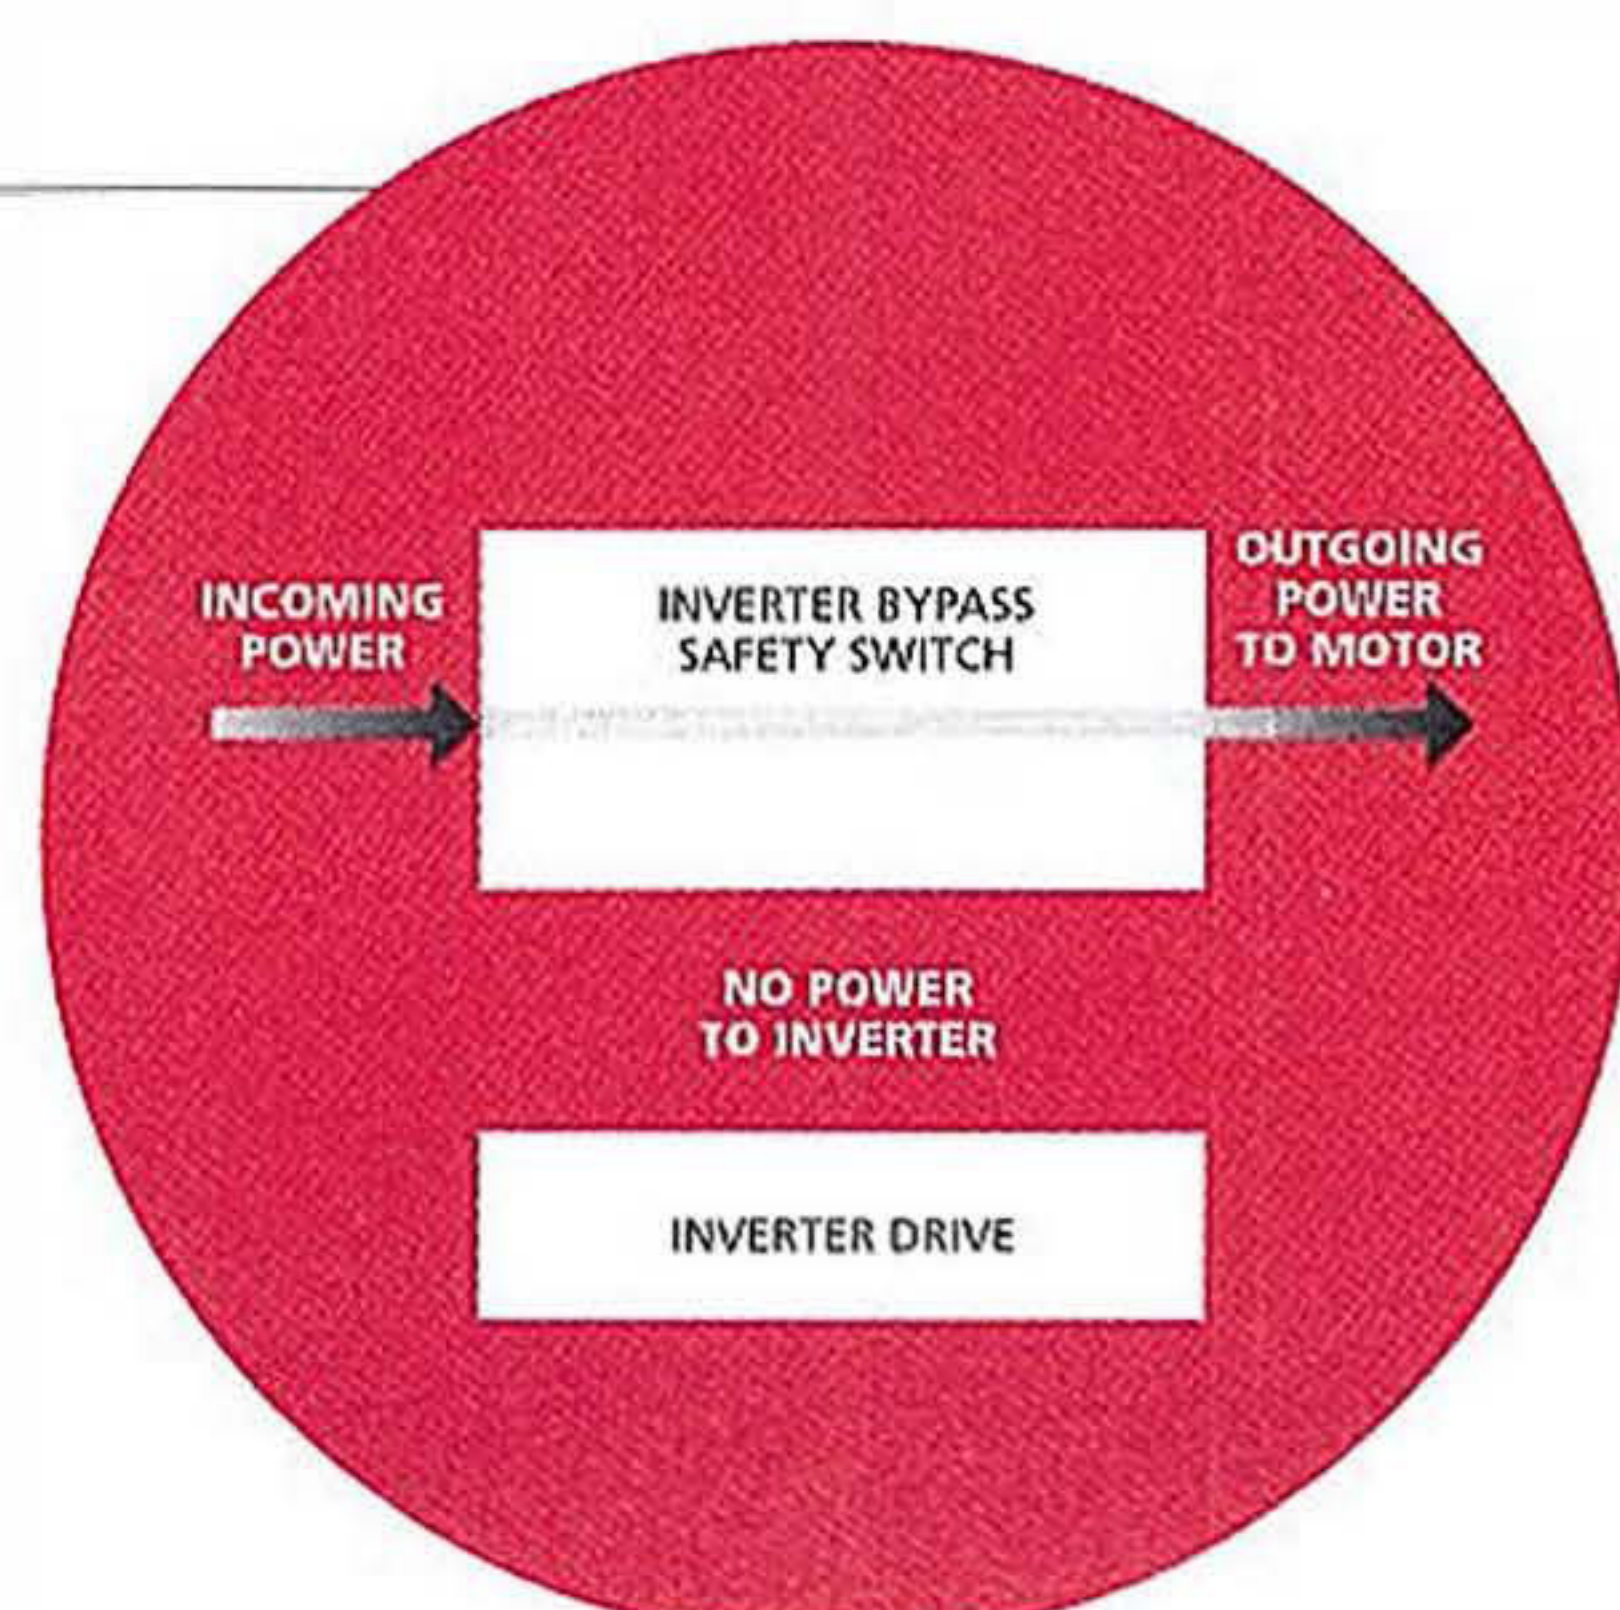 INCOMING
POWER
INVERTER BYPASS
SAFETY SWITCH
OUTGOING
POWER
TO MOTOR
NO POWER
TO INVERTER
INVERTER DRIVE